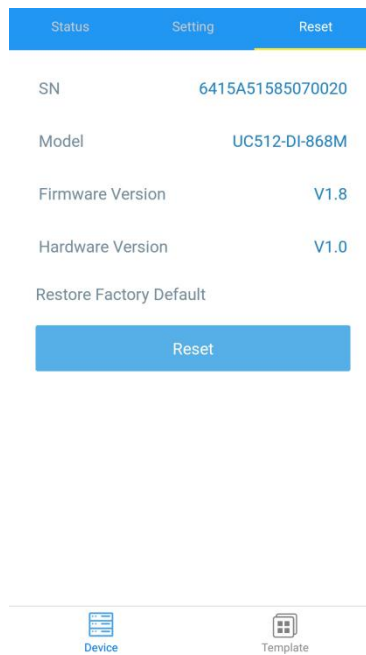 Status Setting Reset
SN 6415A51585070020
Model UC512-DI-868M
Firmware Version V1.8
Hardware Version V1.0
Restore Factory Default
Reset
Device Template